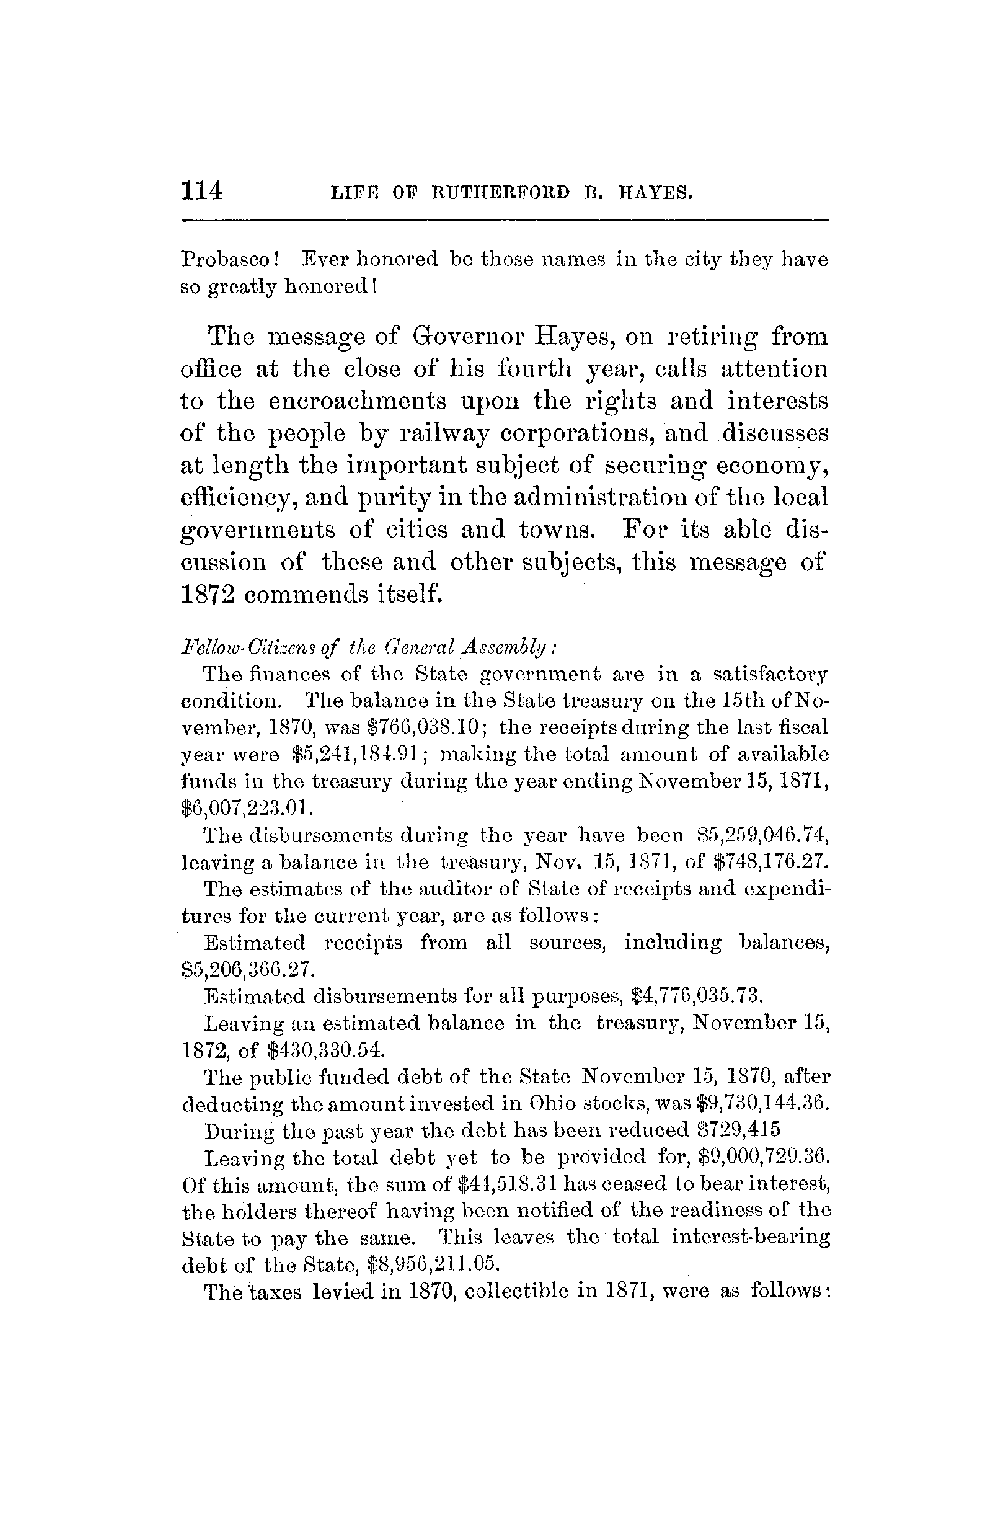 114 LIFE OF RUTHERFORD B. HAYES.
Probasco! Ever honored be those names in the city they have
so greatly honored!
The message of Governor Hayes, on retiring from
office at the close of his fourth year, calls attention
to the encroachments upon the rights and interests
of the people by railway corporations, and discusses
at length the important subject of securing economy,
efficiency, and purity in the administration of the local
governments of cities and towns. For its able dis-
cussion of these and other subjects, this message of
1872 commends itself.
Fellow-Citizens of the General Assembly:
The finances of the State government are in a satisfactory
condition. The balance in the State treasury on the 15th of No-
vember, 1870, was $766,038.10; the receipts during the last fiscal
year were $5,241,184.91; making the total amount of available
funds in the treasury during the year ending November 15, 1871,
$6,007,223.01.
The disbursements during the year have been $5,259,046.74,
leaving a balance in the treasury, Nov. 15, 1871, of $748,176.27.
The estimates of the auditor of State of receipts and expendi-
tures for the current year, are as follows:
Estimated receipts from all sources, including balances,
$5,206,366.27.
Estimated disbursements for all purposes, $4,776,035.73.
Leaving an estimated balance in the treasury, November 15,
1872, of $430,330.54.
The public funded debt of the State November 15, 1870, after
deducting the amount invested in Ohio stocks, was $9,730,144.36.
During the past year the debt has been reduced $729,415
Leaving the total debt yet to be provided for, $9,000,729.36.
Of this amount, the sum of $44,518.31 has ceased to bear interest,
the holders thereof having been notified of the readiness of the
State to pay the same. This leaves the total interest-bearing
debt of the State, $8,956,211.05.
The taxes levied in 1870, collectible in 1871, were as follows: